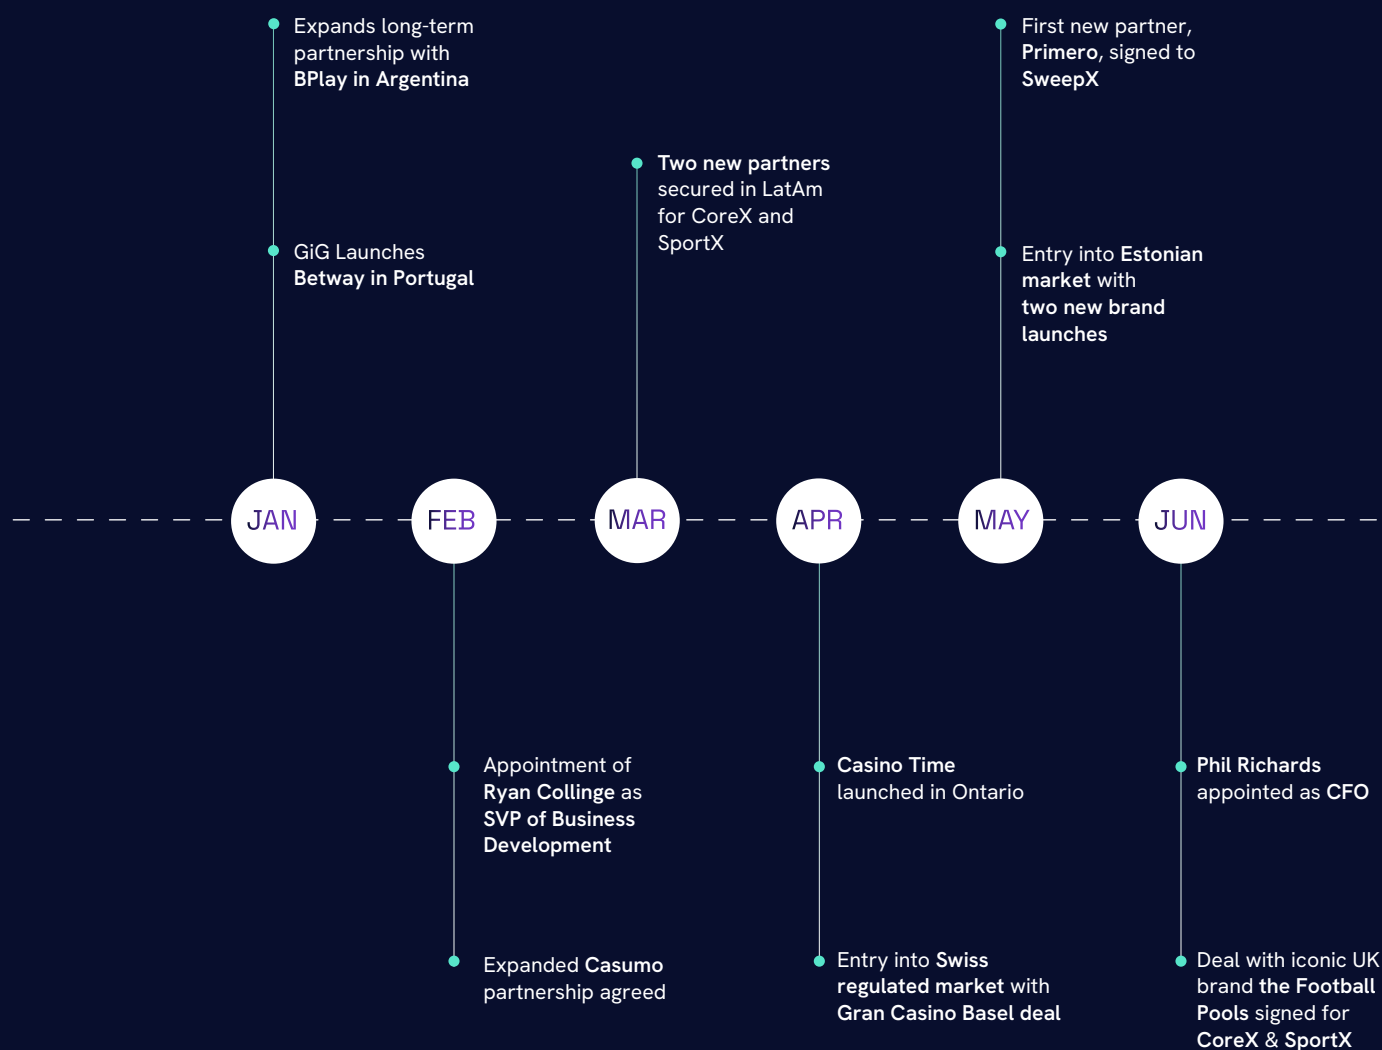 Expands long-term
partnership with
BPlay in Argentina
GiG Launches
Betway in Portugal
Two new partners
secured in LatAm
for CoreX and
SportX
First new partner,
Primero, signed to
SweepX
Entry into Estonian
market with
two new brand
launches
JAN
FEB
MAR
APR
MAY
JUN
Appointment of
Ryan Collinge as
SVP of Business
Development
Expanded Casumo
partnership agreed
Casino Time
launched in Ontario
Entry into Swiss
regulated market with
Gran Casino Basel deal
Phil Richards
appointed as CFO
Deal with iconic UK
brand the Football
Pools signed for
CoreX & SportX